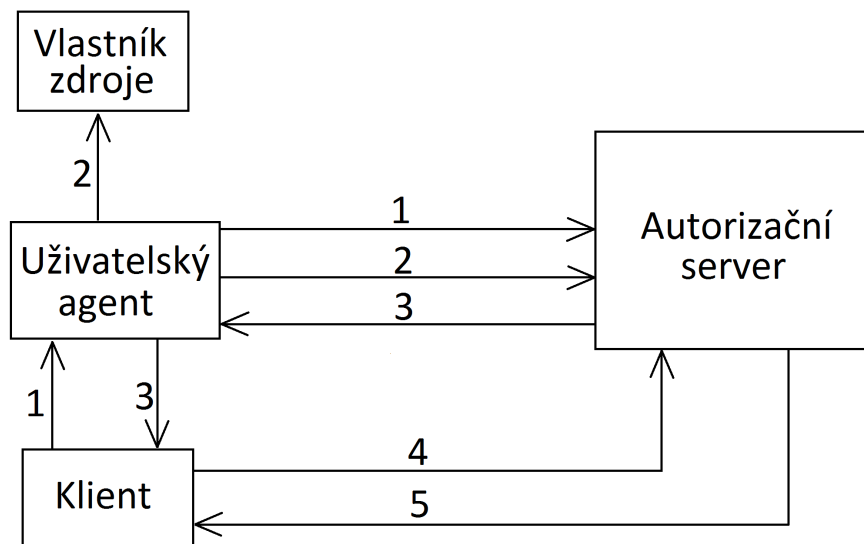 Vlastník
zdroje
2
1
Autorizační
server
Uživatelský
agent
2
3
1
3
4
Klient
5